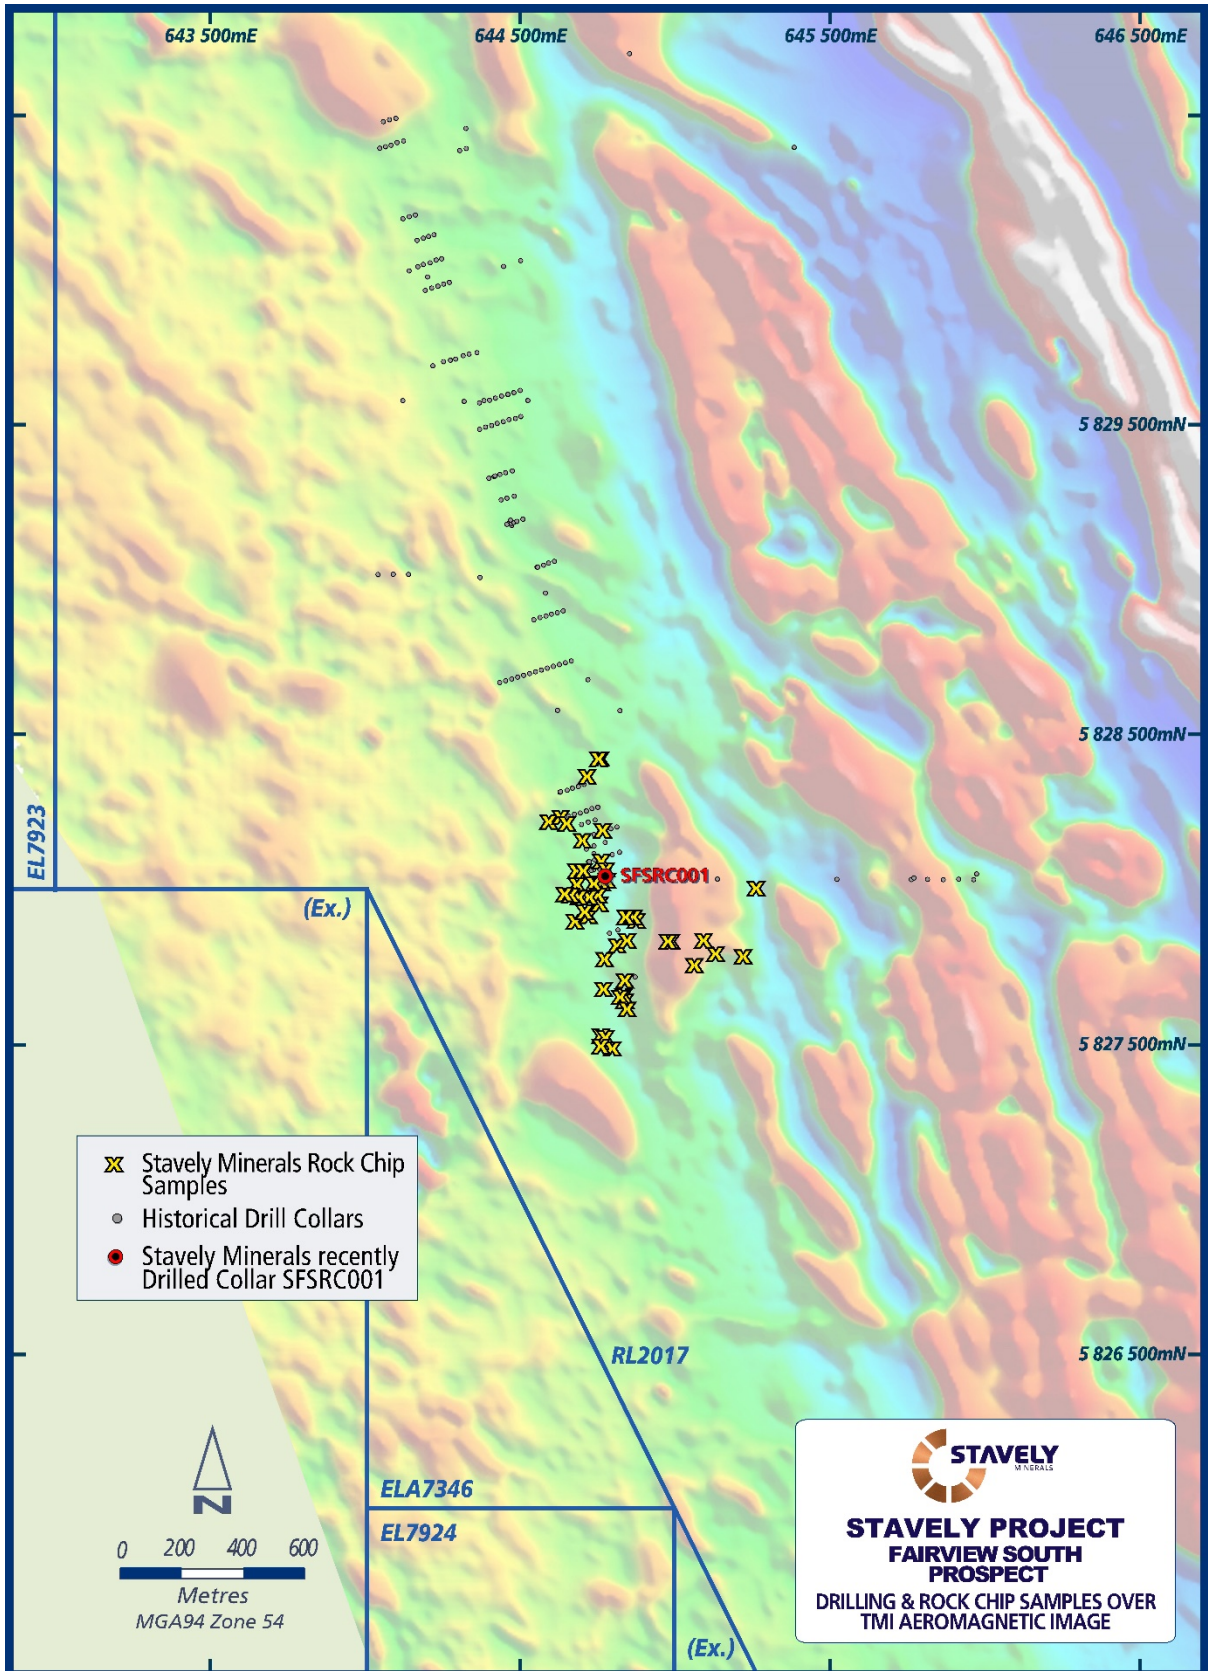 643 500mE
644 500mE
645 500mE
646 500mE
5 829 500mN
5 828 500mN
EL7923
SFSRC001
(Ex.)
5 827 500mN
Stavely Minerals Rock Chip
Samples
Historical Drill Collars
Stavely Minerals recently
Drilled Collar SFSRC001
RL2017
5 826 500mN
ELA7346
EL7924
N
0 200 400 600
Metres
MGA94 Zone 54
(Ex.)
STAVELY
MINERALS
STAVELY PROJECT
FAIRVIEW SOUTH
PROSPECT
DRILLING & ROCK CHIP SAMPLES OVER
TMI AEROMAGNETIC IMAGE